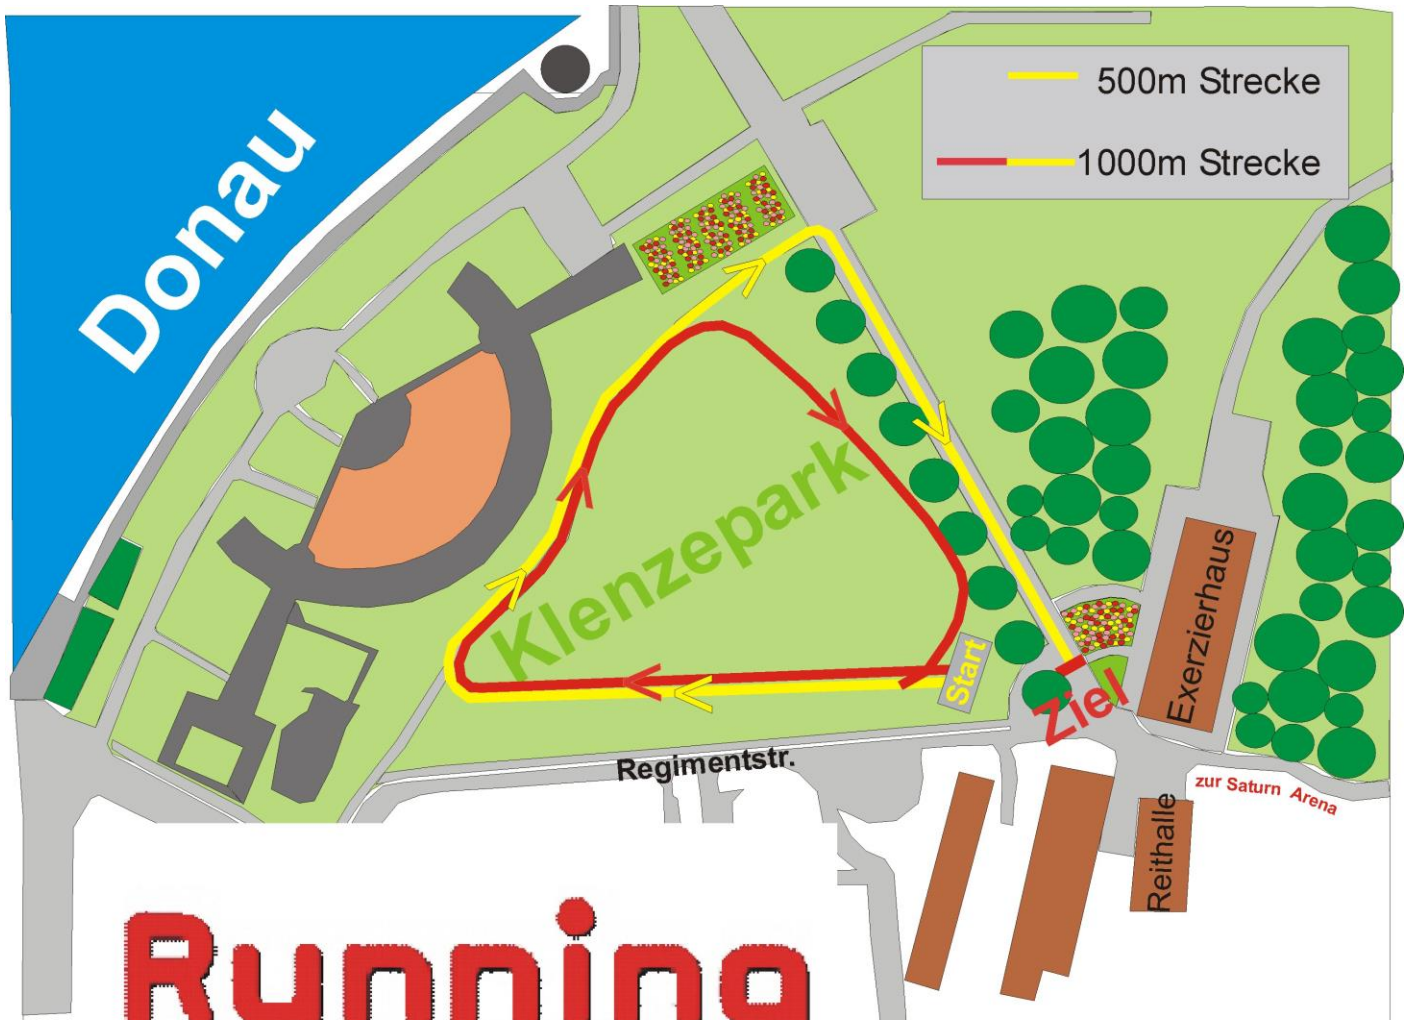 500m Strecke
1000m Strecke
Donau
Klenzepark
Start
Ziel
Exerzierhaus
Regimentstr.
zur Saturn Arena
Reithalle
Running